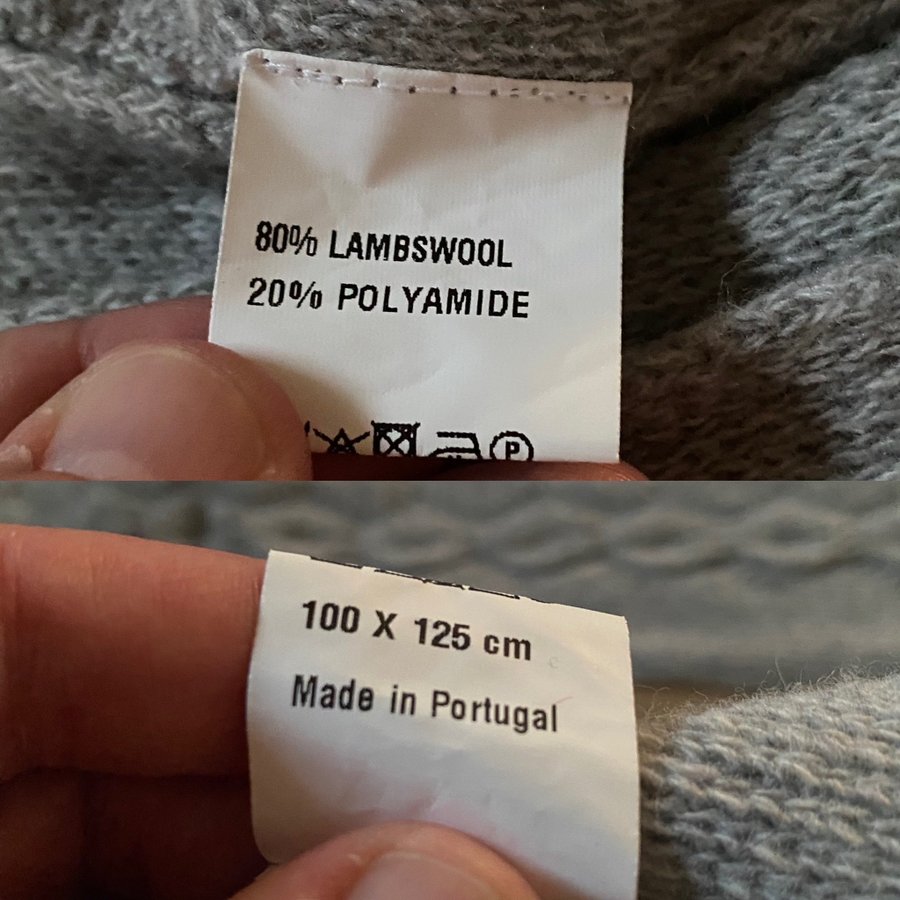 80% LAMBSWOOL
20% POLYAMIDE
P
100 X 125 cm
Made in Portugal